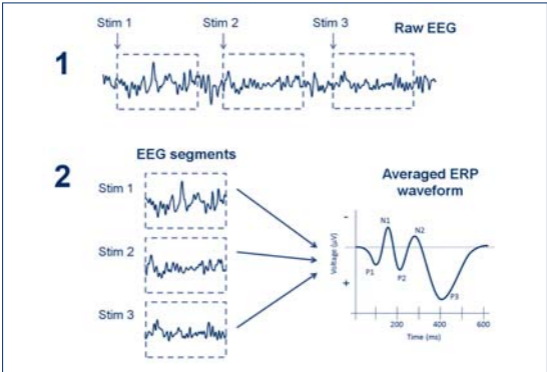 Stim 1 Stim 2 Stim 3 Raw EEG
1
2
EEG segments
Stim 1
Stim 2
Stim 3
Averaged ERP
waveform
-
+
Voltage (µV)
N1
N2
P1
P2
P3
200 400 600
Time (ms)